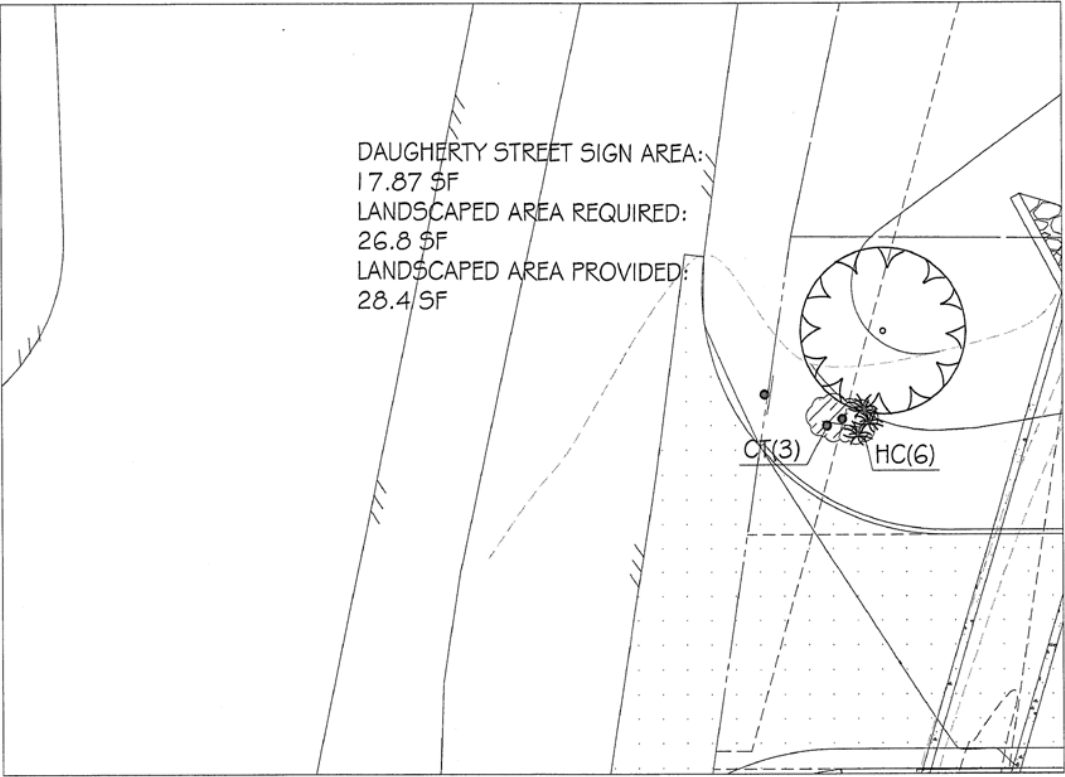 DAUGHERTY STREET SIGN AREA:
17.87 SF
LANDSCAPED AREA REQUIRED:
26.8 SF
LANDSCAPED AREA PROVIDED:
28.4 SF
CT(3)
HC(6)